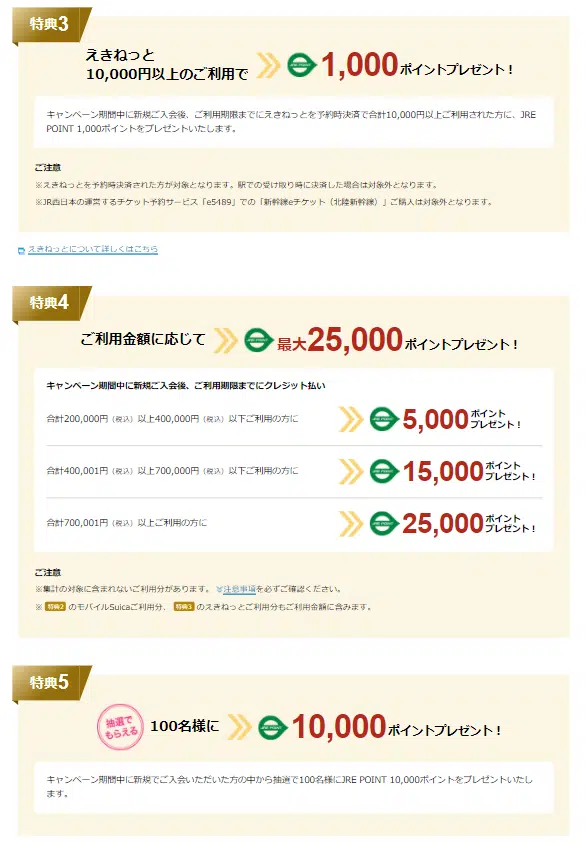 特典3
えきねっと
10,000円以上のご利用で
JRE POINT
1,000ポイントプレゼント！
キャンペーン期間中に新規ご入会後、ご利用期限までにえきねっとを予約時決済で合計10,000円以上ご利用された方に、JRE
POINT 1,000ポイントをプレゼントいたします。
ご注意
※えきねっとを予約時決済された方が対象となります。駅での受け取り時に決済した場合は対象外となります。
※JR西日本の運営するチケット予約サービス「e5489」での「新幹線eチケット（北陸新幹線）」ご購入は対象外となります。
えきねっとについて詳しくはこちら
特典4
ご利用金額に応じて
JRE POINT
最大25,000ポイントプレゼント！
キャンペーン期間中に新規ご入会後、ご利用期限までにクレジット払い
合計200,000円（税込）以上400,000円（税込）以下ご利用の方に
JRE POINT
5,000ポイント
プレゼント！
合計400,001円（税込）以上700,000円（税込）以下ご利用の方に
JRE POINT
15,000ポイント
プレゼント！
合計700,001円（税込）以上ご利用の方に
JRE POINT
25,000ポイント
プレゼント！
ご注意
※集計の対象に含まれないご利用分があります。注意事項を必ずご確認ください。
※特典2のモバイルSuicaご利用分、特典3のえきねっとご利用分もご利用金額に含みます。
特典5
抽選で
もらえる
100名様に
JRE POINT
10,000ポイントプレゼント！
キャンペーン期間中に新規でご入会いただいた方の中から抽選で100名様にJRE POINT 10,000ポイントをプレゼントいたし
ます。